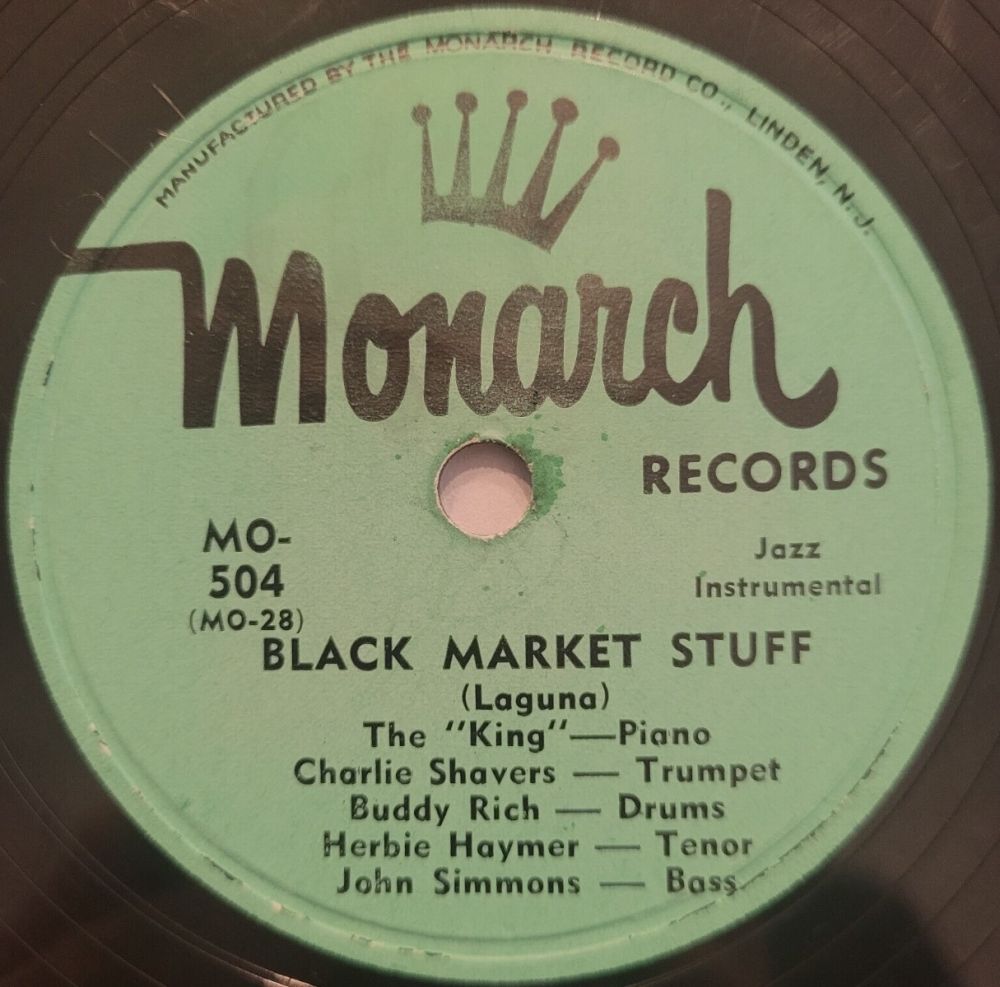 MANUFACTURED BY THE MONARCH RECORD CO., LINDEN, N.J.
Monarch
RECORDS
MO-
504
(MO-28)
Jazz
Instrumental
BLACK MARKET STUFF
(Laguna)
The "King"—Piano
Charlie Shavers — Trumpet
Buddy Rich — Drums
Herbie Haymer — Tenor
John Simmons — Bass